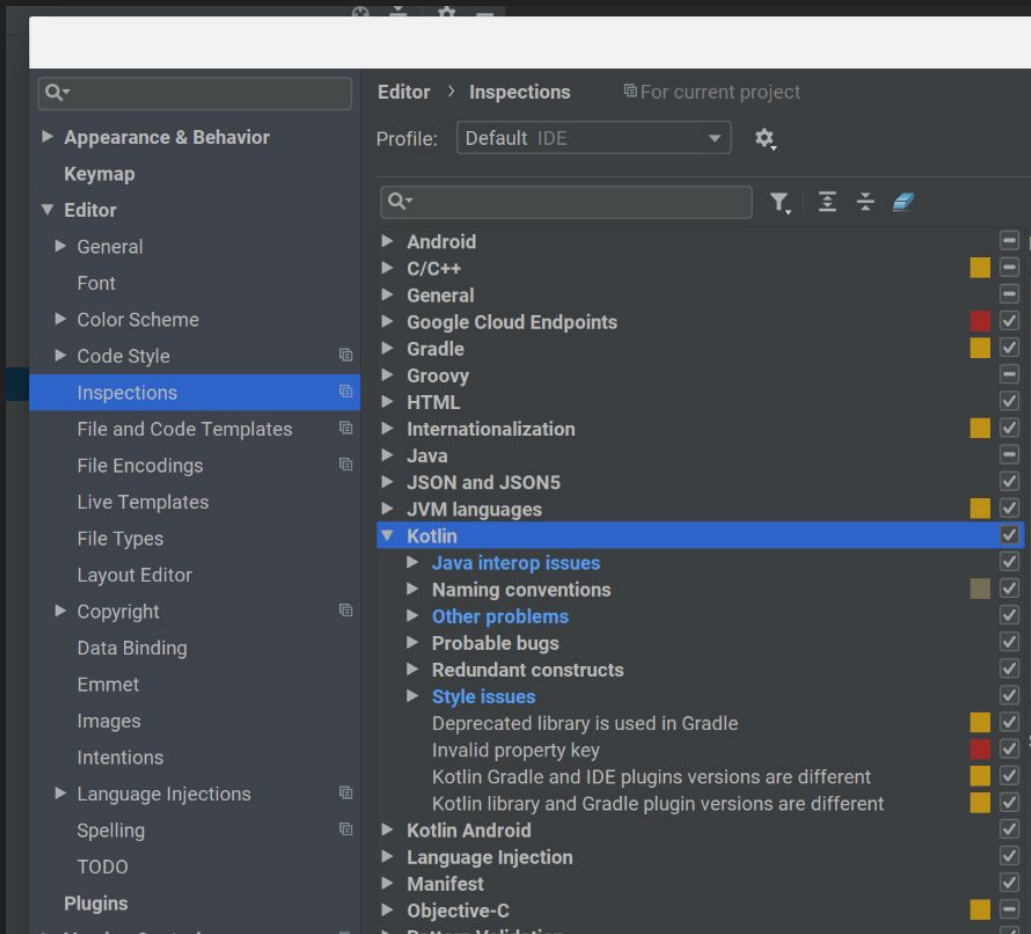 Appearance & Behavior
Keymap
Editor
General
Font
Color Scheme
Code Style
Inspections
File and Code Templates
File Encodings
Live Templates
File Types
Layout Editor
Copyright
Data Binding
Emmet
Images
Intentions
Language Injections
Spelling
TODO
Plugins
Editor › Inspections For current project
Profile: Default IDE
Android
C/C++
General
Google Cloud Endpoints
Gradle
Groovy
HTML
Internationalization
Java
JSON and JSON5
JVM languages
Kotlin
Java interop issues
Naming conventions
Other problems
Probable bugs
Redundant constructs
Style issues
Deprecated library is used in Gradle
Invalid property key
Kotlin Gradle and IDE plugins versions are different
Kotlin library and Gradle plugin versions are different
Kotlin Android
Language Injection
Manifest
Objective-C